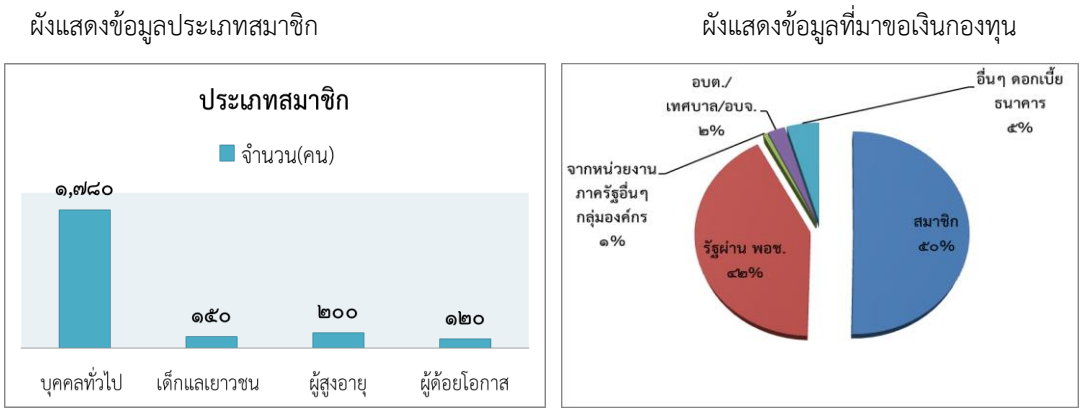 ผังแสดงข้อมูลประเภทสมาชิก
ผังแสดงข้อมูลที่มาขอเงินกองทุน
ประเภทสมาชิก
จำนวน(คน)
๑,๗๘๐
๑๕๐
๒๐๐
๑๒๐
บุคคลทั่วไป
เด็กแลเยาวชน
ผู้สูงอายุ
ผู้ด้อยโอกาส
อบต./
เทศบาล/อบจ.
๒%
อื่นๆ ดอกเบี้ย
ธนาคาร
๕%
จากหน่วยงาน
ภาครัฐอื่นๆ
กลุ่มองค์กร
๑%
รัฐผ่าน พอช.
๔๒%
สมาชิก
๕๐%